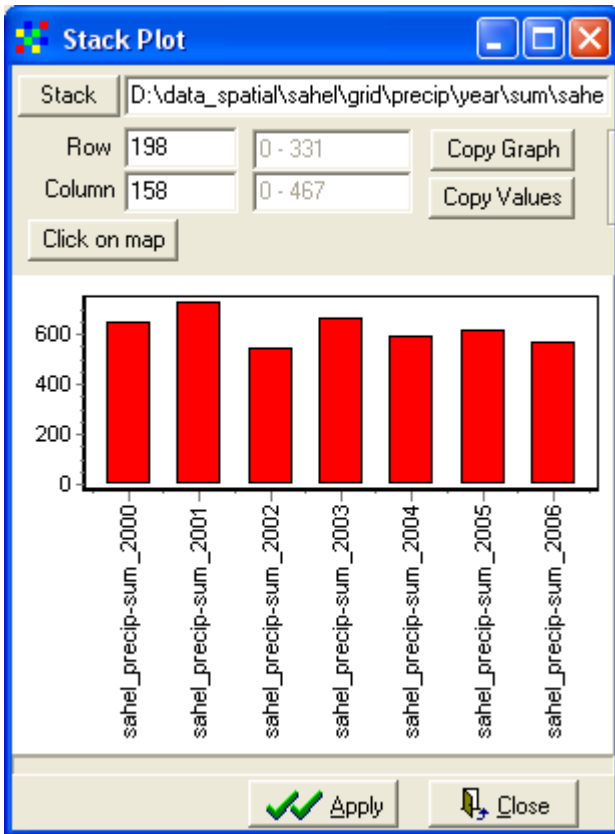 Stack Plot
Stack D:\data_spatial\sahel\grid\precip\year\sum\sahe
Row 198 0 - 331 Copy Graph
Column 158 0 - 467 Copy Values
Click on map
600
400
200
0
sahel_precip-sum_2000
sahel_precip-sum_2001
sahel_precip-sum_2002
sahel_precip-sum_2003
sahel_precip-sum_2004
sahel_precip-sum_2005
sahel_precip-sum_2006
Apply Close